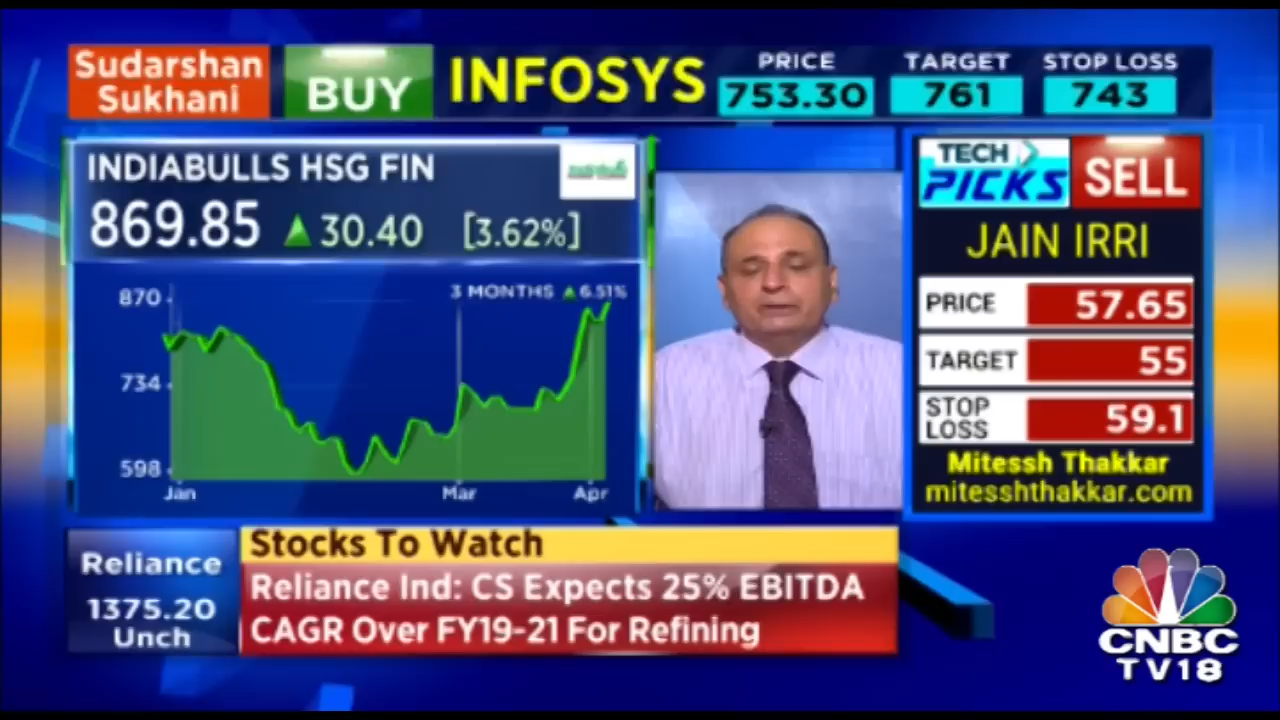 Sudarshan
Sukhani
BUY
INFOSYS
PRICE
753.30
TARGET
761
STOP LOSS
743
INDIABULLS HSG FIN
869.85 ▲ 30.40 [3.62%]
3 MONTHS ▲ 6.51%
870
734
598
Jan Mar Apr
TECH
PICKS
SELL
JAIN IRRI
PRICE 57.65
TARGET 55
STOP
LOSS
59.1
Mitessh Thakkar
mitesshthakkar.com
Reliance
1375.20
Unch
Stocks To Watch
Reliance Ind: CS Expects 25% EBITDA
CAGR Over FY19-21 For Refining
CNBC
TV18